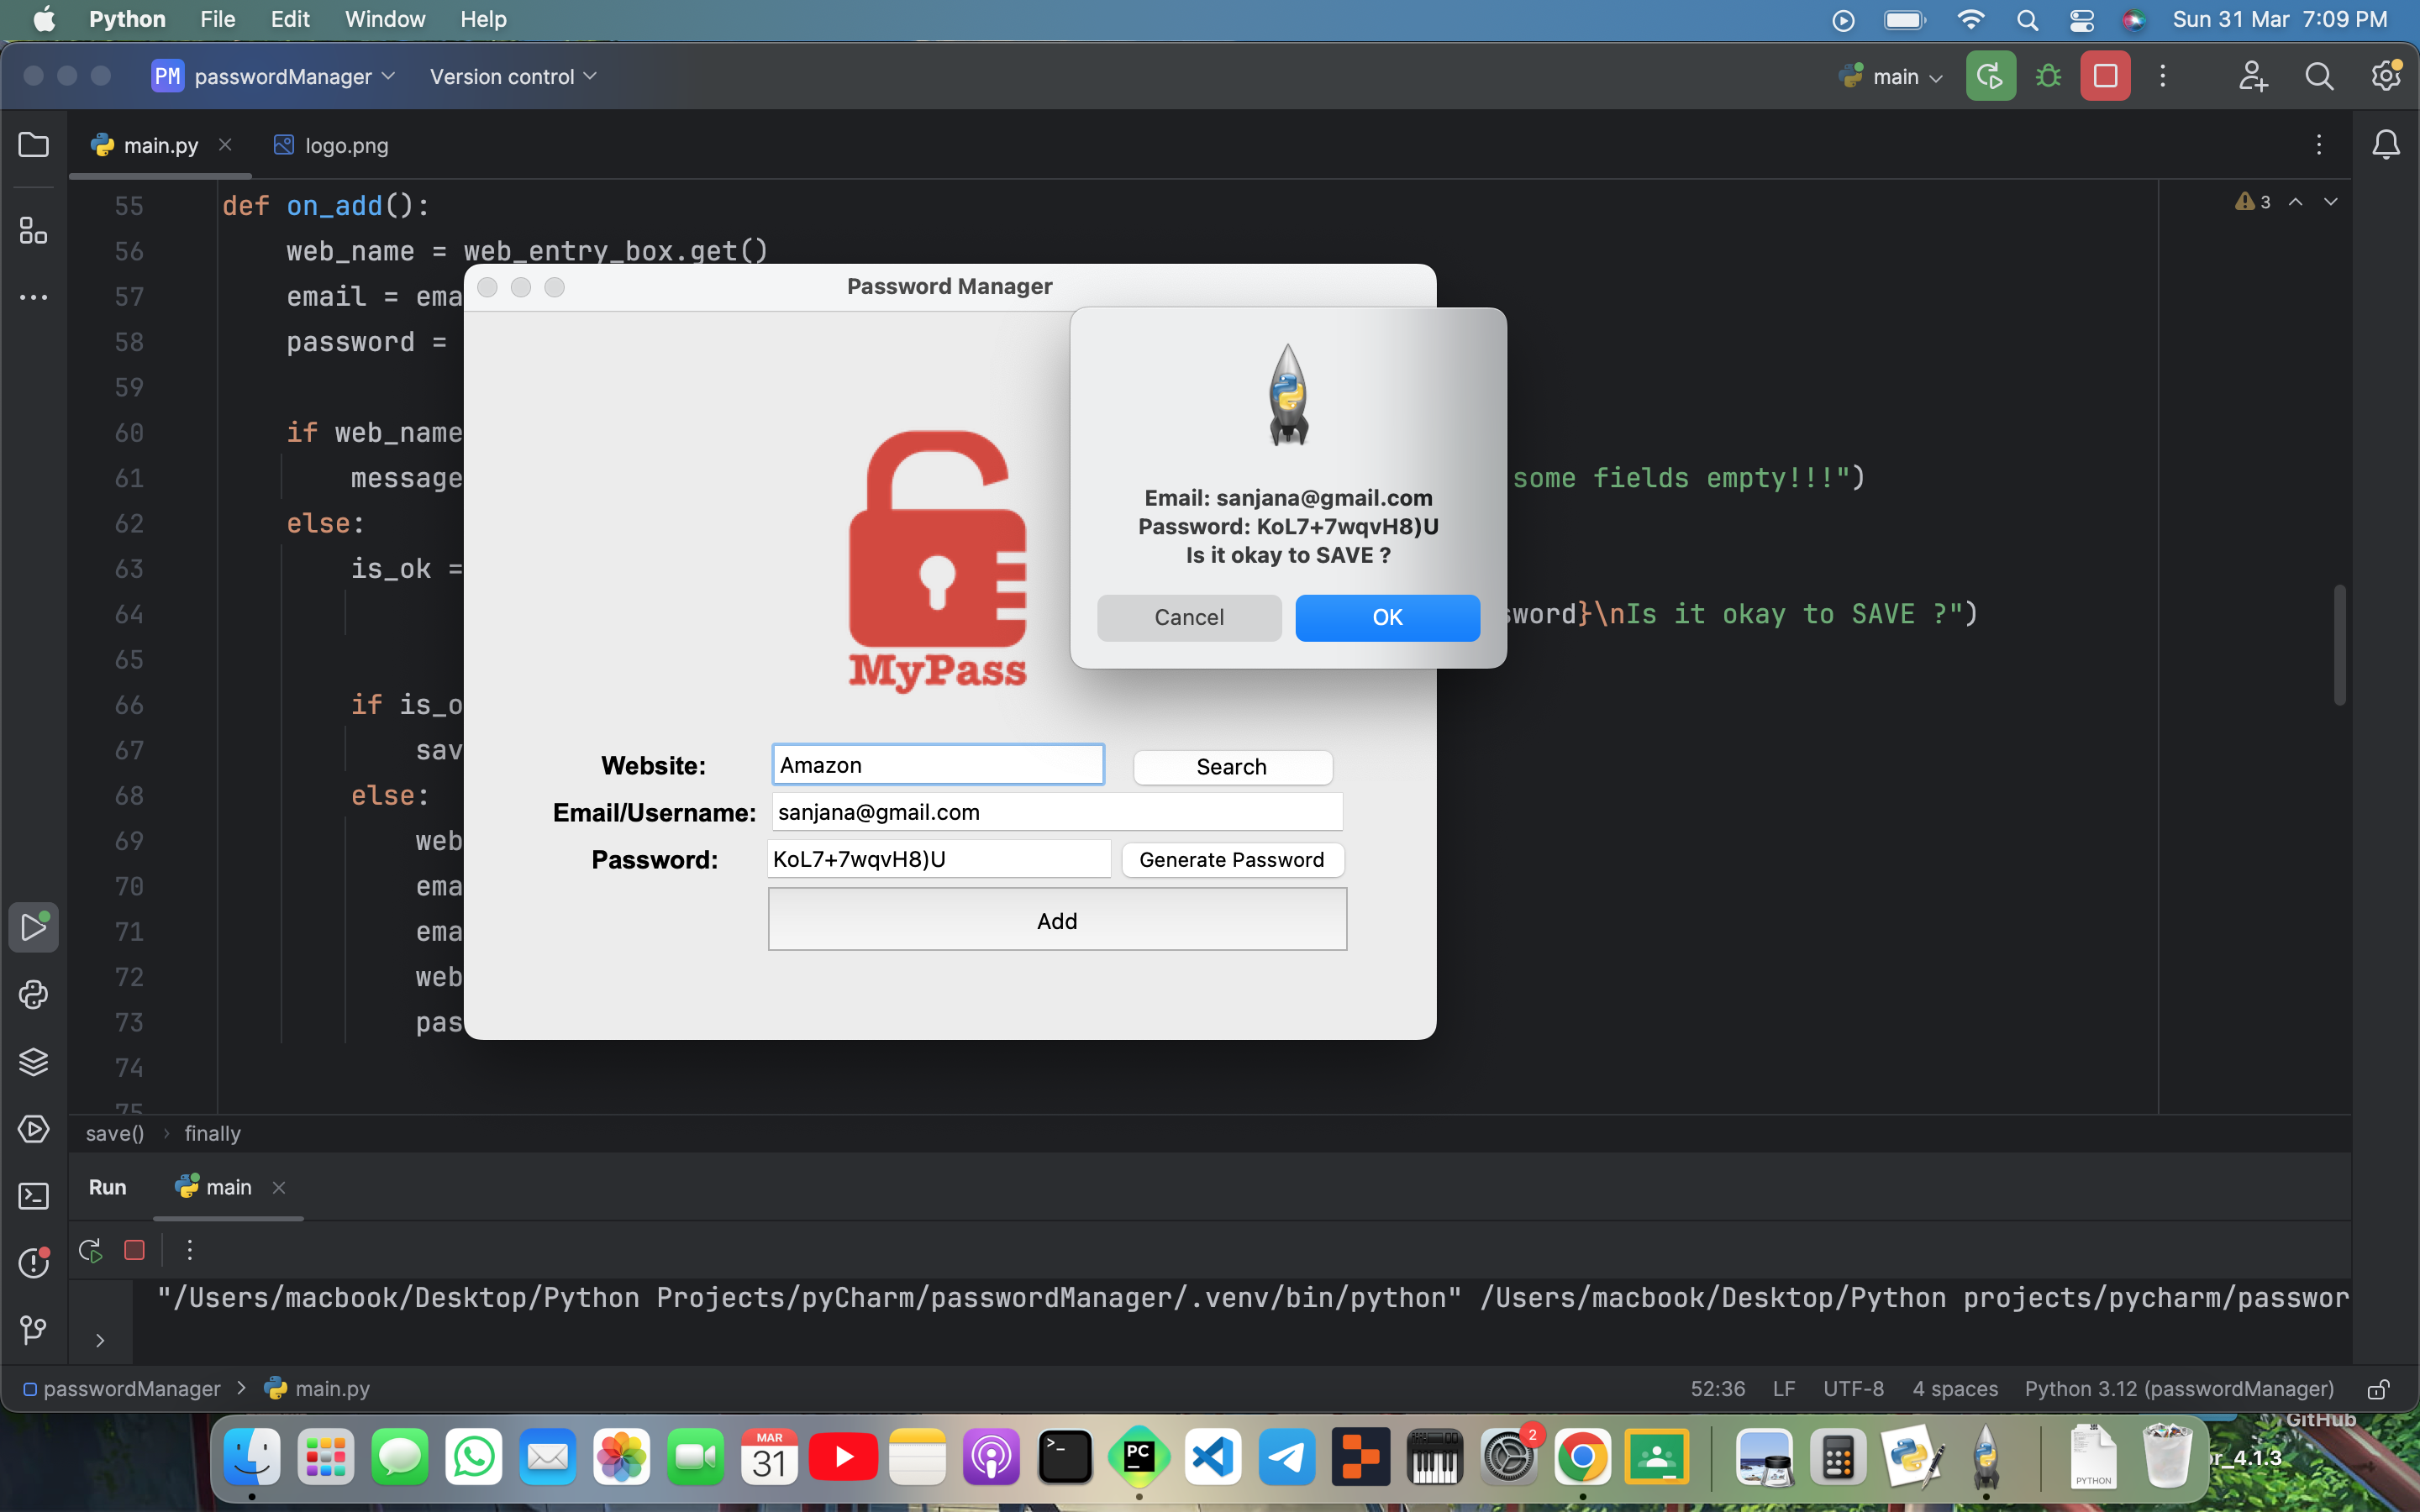 Python File Edit Window Help Sun 31 Mar 7:09 PM
PM passwordManager Version control main
main.py logo.png
55 def on_add():
3
56 web_name = web_entry_box.get()
57 email = ema
58 password =
59
60 if web_name
61 message some fields empty!!!")
62 else:
63 is_ok =
64 sword}\nIs it okay to SAVE ?")
65
66 if is_o
67 sav
68 else:
69 web
70 ema
71 ema
72 web
73 pas
74
75
Password Manager
MyPass
Website: Amazon Search
Email/Username: sanjana@gmail.com
Password: KoL7+7wqvH8)U Generate Password
Add
Email: sanjana@gmail.com
Password: KoL7+7wqvH8)U
Is it okay to SAVE ?
Cancel OK
save() finally
Run main
"/Users/macbook/Desktop/Python Projects/pyCharm/passwordManager/.venv/bin/python" /Users/macbook/Desktop/Python projects/pycharm/passwor
passwordManager main.py 52:36 LF UTF-8 4 spaces Python 3.12 (passwordManager)
GitHub
r_4.1.3
MAR
31
PC
2
PYTHON